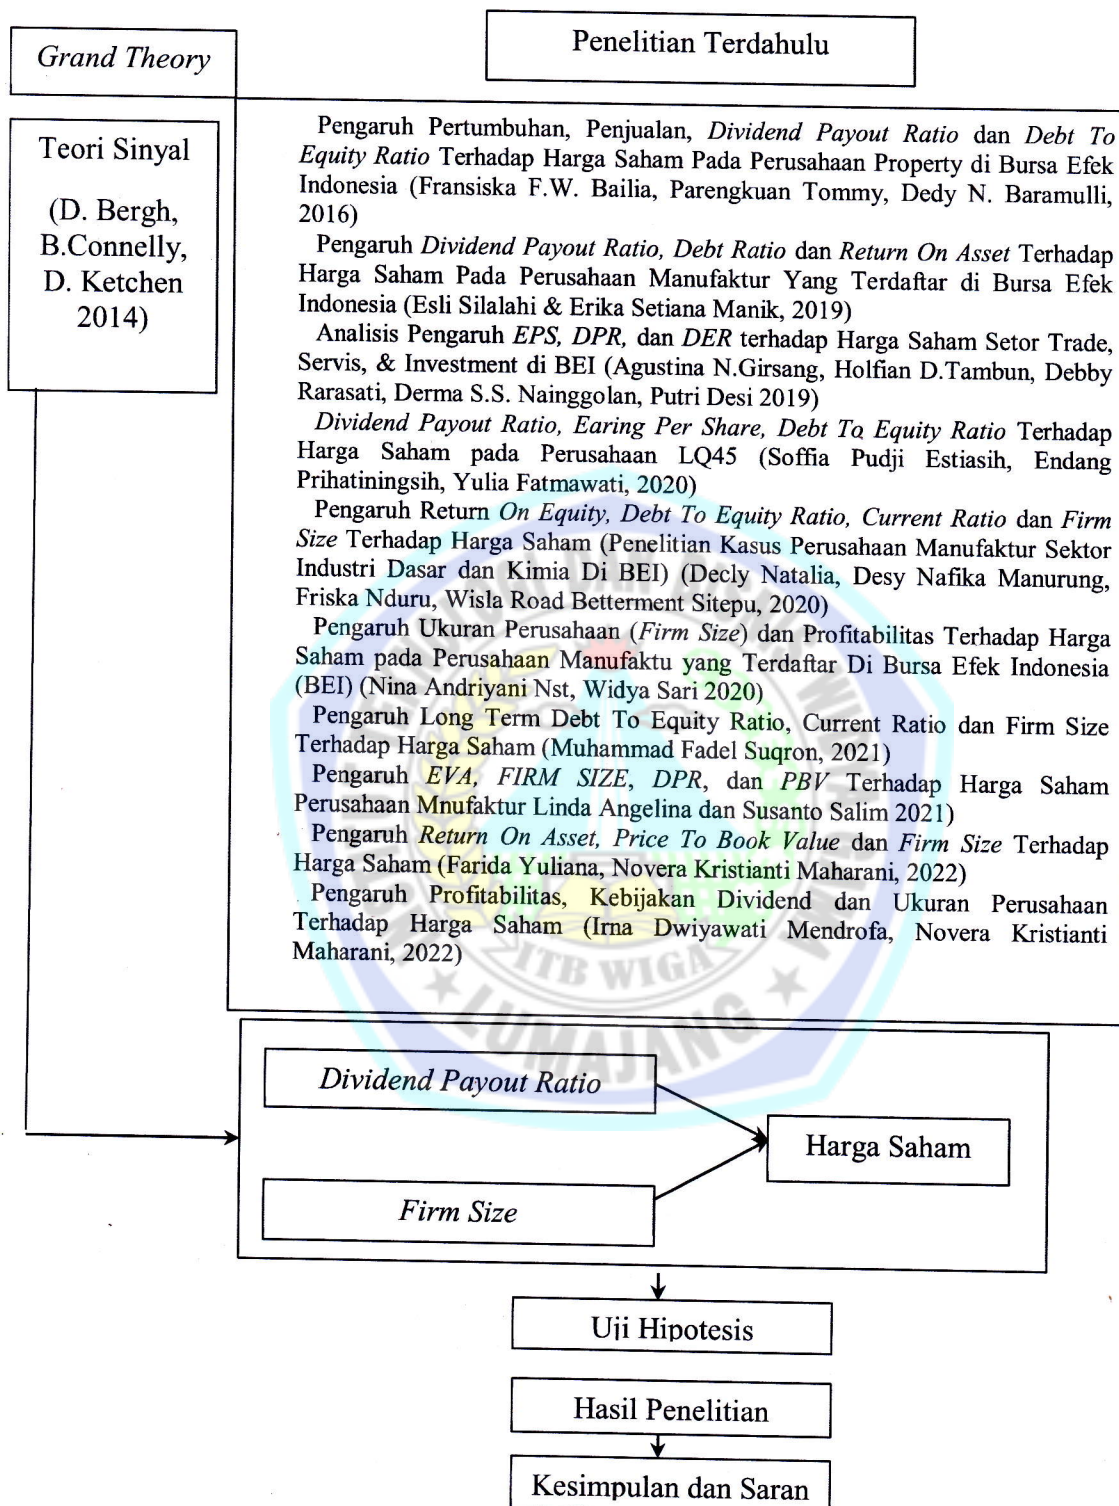 Grand Theory
Penelitian Terdahulu
Teori Sinyal
(D. Bergh,
B.Connelly,
D. Ketchen
2014)
Pengaruh Pertumbuhan, Penjualan, Dividend Payout Ratio dan Debt To
Equity Ratio Terhadap Harga Saham Pada Perusahaan Property di Bursa Efek
Indonesia (Fransiska F.W. Bailia, Parengkuan Tommy, Dedy N. Baramulli,
2016)
Pengaruh Dividend Payout Ratio, Debt Ratio dan Return On Asset Terhadap
Harga Saham Pada Perusahaan Manufaktur Yang Terdaftar di Bursa Efek
Indonesia (Esli Silalahi & Erika Setiana Manik, 2019)
Analisis Pengaruh EPS, DPR, dan DER terhadap Harga Saham Setor Trade,
Servis, & Investment di BEI (Agustina N.Girsang, Holfian D.Tambun, Debby
Rarasati, Derma S.S. Nainggolan, Putri Desi 2019)
Dividend Payout Ratio, Earing Per Share, Debt To Equity Ratio Terhadap
Harga Saham pada Perusahaan LQ45 (Soffia Pudji Estiasih, Endang
Prihatiningsih, Yulia Fatmawati, 2020)
Pengaruh Return On Equity, Debt To Equity Ratio, Current Ratio dan Firm
Size Terhadap Harga Saham (Penelitian Kasus Perusahaan Manufaktur Sektor
Industri Dasar dan Kimia Di BEI) (Decly Natalia, Desy Nafika Manurung,
Friska Nduru, Wisla Road Betterment Sitepu, 2020)
Pengaruh Ukuran Perusahaan (Firm Size) dan Profitabilitas Terhadap Harga
Saham pada Perusahaan Manufaktu yang Terdaftar Di Bursa Efek Indonesia
(BEI) (Nina Andriyani Nst, Widya Sari 2020)
Pengaruh Long Term Debt To Equity Ratio, Current Ratio dan Firm Size
Terhadap Harga Saham (Muhammad Fadel Suqron, 2021)
Pengaruh EVA, FIRM SIZE, DPR, dan PBV Terhadap Harga Saham
Perusahaan Mnufaktur Linda Angelina dan Susanto Salim 2021)
Pengaruh Return On Asset, Price To Book Value dan Firm Size Terhadap
Harga Saham (Farida Yuliana, Novera Kristianti Maharani, 2022)
Pengaruh Profitabilitas, Kebijakan Dividend dan Ukuran Perusahaan
Terhadap Harga Saham (Irna Dwiyawati Mendrofa, Novera Kristianti
Maharani, 2022)
ITB WIGA
LUMAJANG
Dividend Payout Ratio
Harga Saham
Firm Size
Uji Hipotesis
Hasil Penelitian
Kesimpulan dan Saran